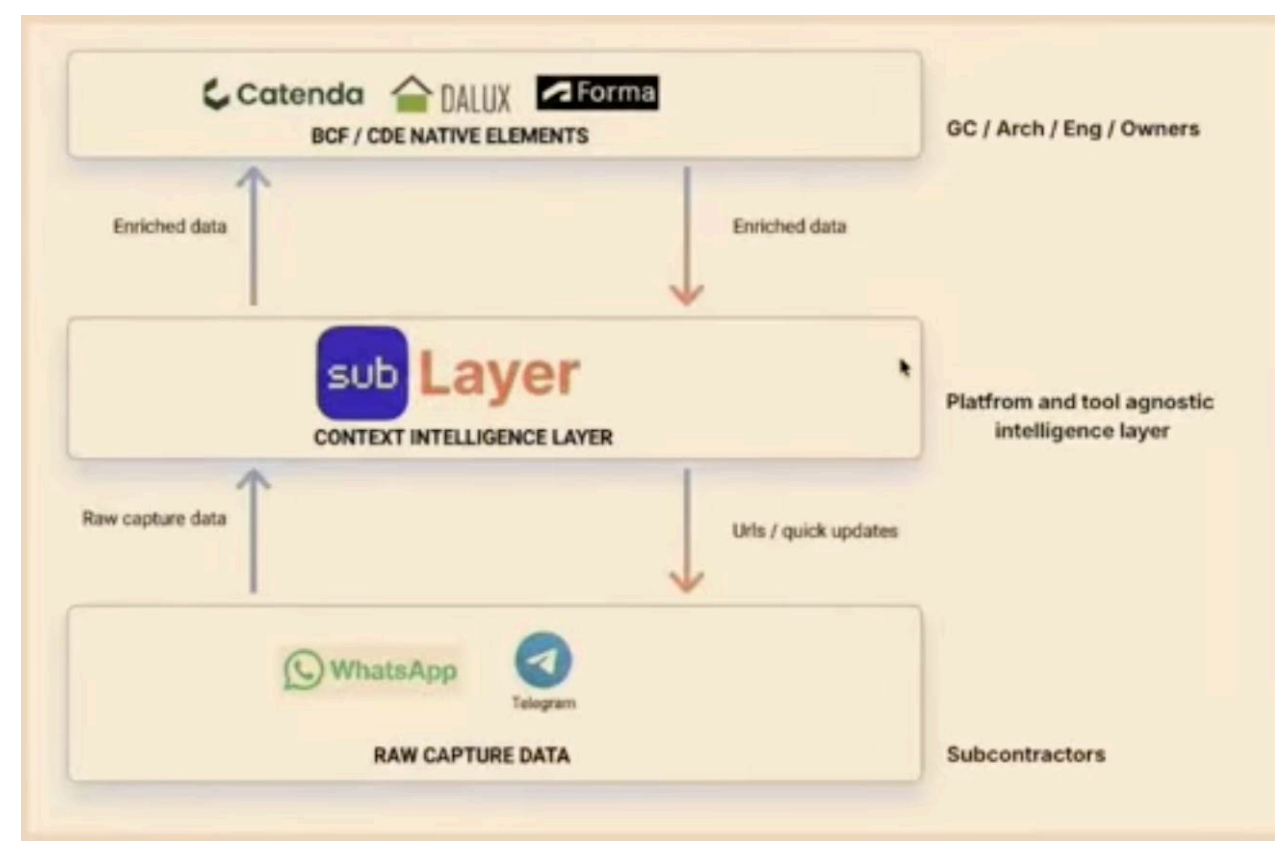 Catenda DALUX Forma
BCF / CDE NATIVE ELEMENTS
GC / Arch / Eng / Owners
Enriched data
Enriched data
sub Layer
CONTEXT INTELLIGENCE LAYER
Platfrom and tool agnostic
intelligence layer
Raw capture data
Urls / quick updates
WhatsApp
Telegram
RAW CAPTURE DATA
Subcontractors